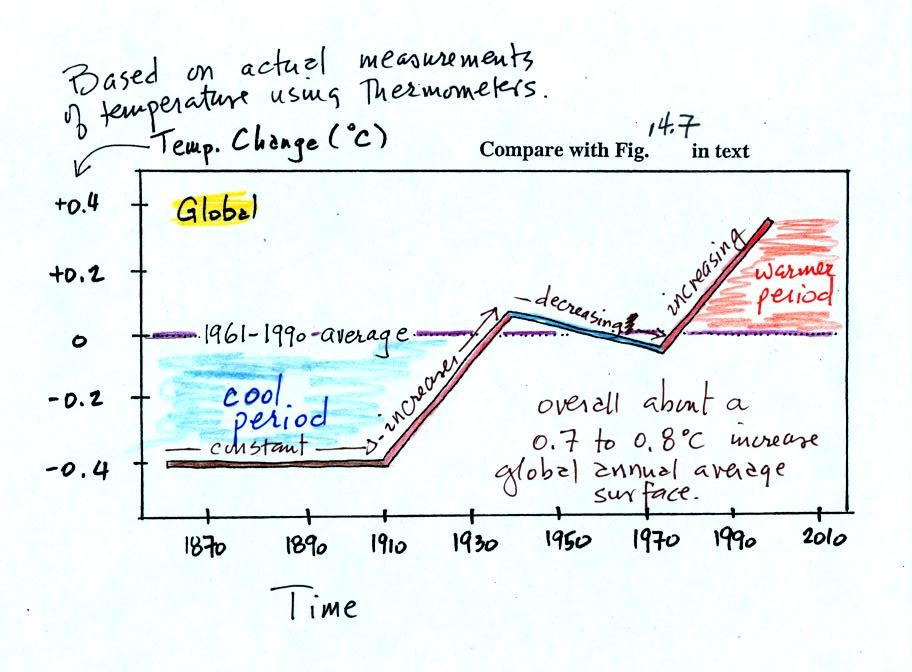 Based on actual measurements
of temperature using Thermometers.
Temp. Change (°C)
Compare with Fig. 14.7 in text
+0.4
Global
+0.2
increasing
warmer
period
decreasing
0
1961-1990 average
increases
-0.2
cool
period
overall about a
constant
0.7 to 0.8°C increase
-0.4
global annual average
surface.
1870 1890 1910 1930 1950 1970 1990 2010
Time